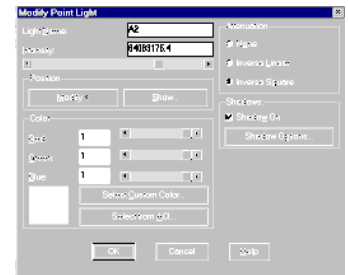 Modify Point Light
Light Name: A2
Intensity: 84083175.4
Position
Modify <
Show...
Color
Red: 1
Green: 1
Blue: 1
Select Custom Color...
Select from ACI...
Attenuation
None
Inverse Linear
Inverse Square
Shadows:
Shadow On
Shadow Options...
OK
Cancel
Help